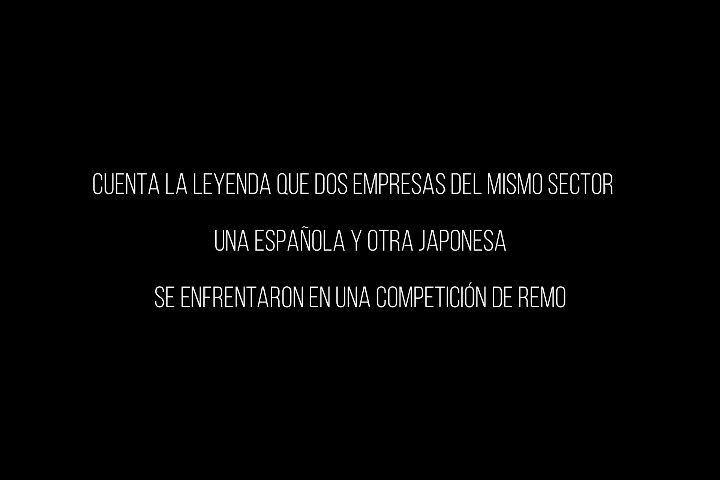 CUENTA LA LEYENDA QUE DOS EMPRESAS DEL MISMO SECTOR
UNA ESPAÑOLA Y OTRA JAPONESA
SE ENFRENTARON EN UNA COMPETICIÓN DE REMO